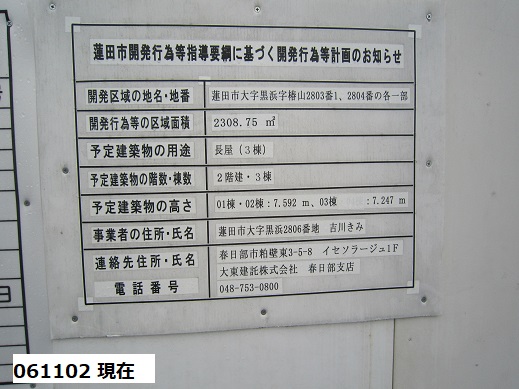 蓮田市開発行為等指導要綱に基づく開発行為等計画のお知らせ
開発区域の地名・地番 蓮田市大字黒浜字椿山2803番1、2804番の各一部
開発行為等の区域面積 2308.75 ㎡
予定建築物の用途 長屋(3棟)
予定建築物の階数・棟数 2階建・3棟
予定建築物の高さ 01棟・02棟:7.592 m、03棟 :7.247 m
事業者の住所・氏名 蓮田市大字黒浜2806番地 吉川きみ
連絡先住所・氏名 春日部市粕壁東3-5-8 イセソラージュ1F
大東建託株式会社 春日部支店
電話番号 048-753-0800
061102 現在